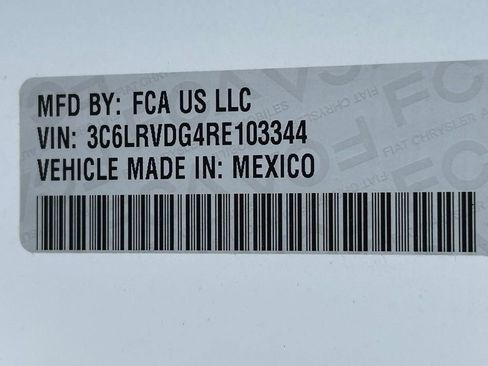 MFD BY: FCA US LLC
VIN: 3C6LRVDG4RE103344
VEHICLE MADE IN: MEXICO